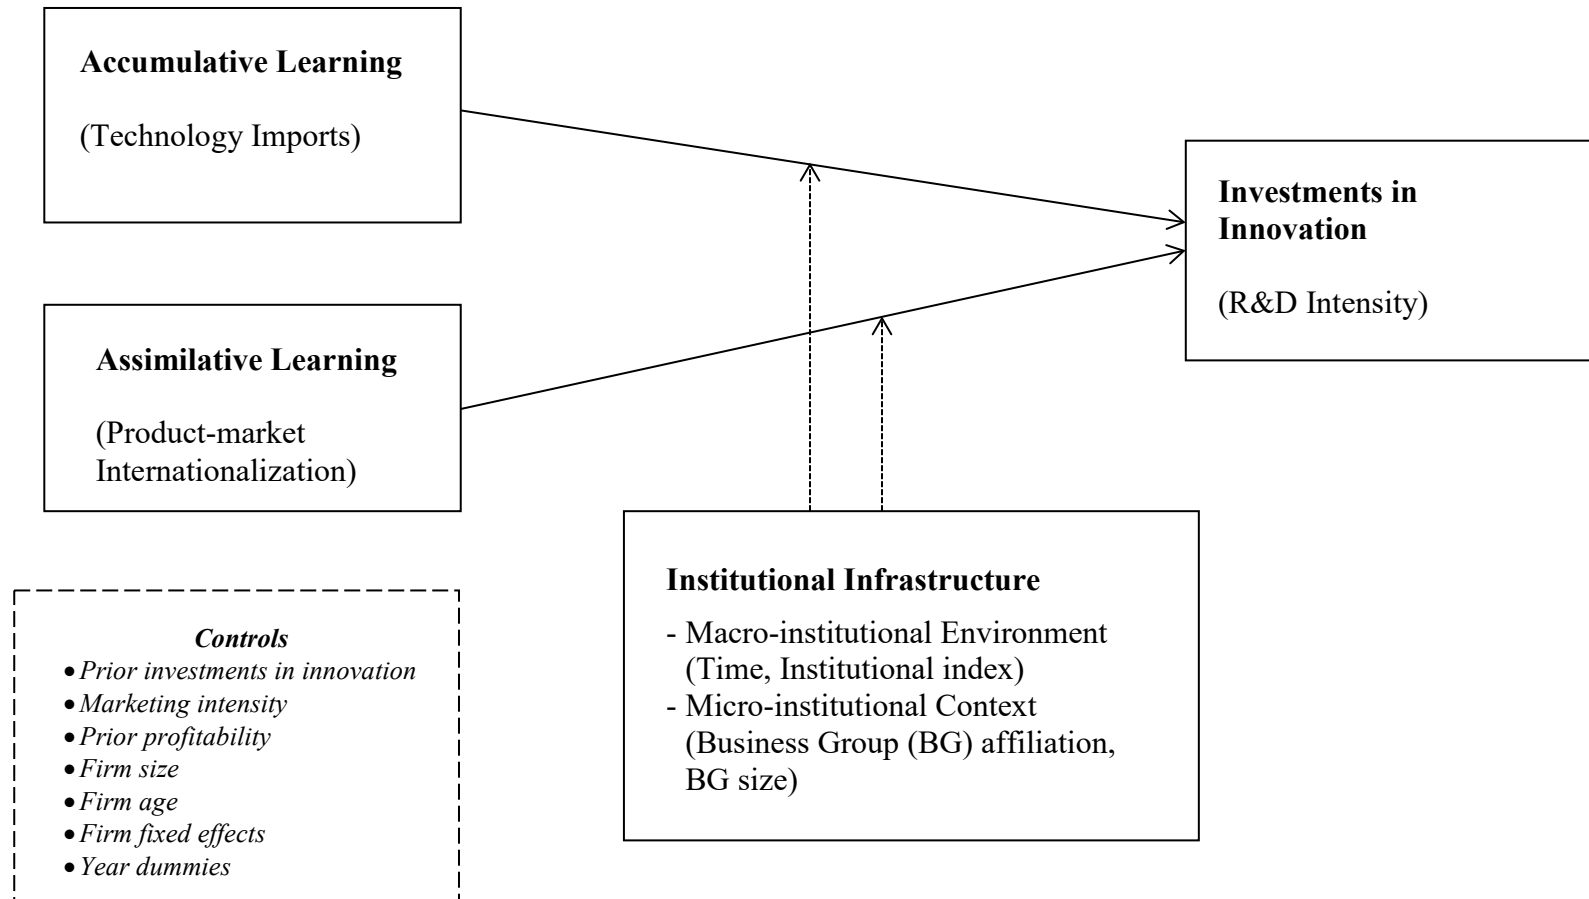 Accumulative Learning
(Technology Imports)
Investments in
Innovation
(R&D Intensity)
Assimilative Learning
(Product-market
Internationalization)
Institutional Infrastructure
- Macro-institutional Environment
(Time, Institutional index)
- Micro-institutional Context
(Business Group (BG) affiliation,
BG size)
Controls
• Prior investments in innovation
• Marketing intensity
• Prior profitability
• Firm size
• Firm age
• Firm fixed effects
• Year dummies